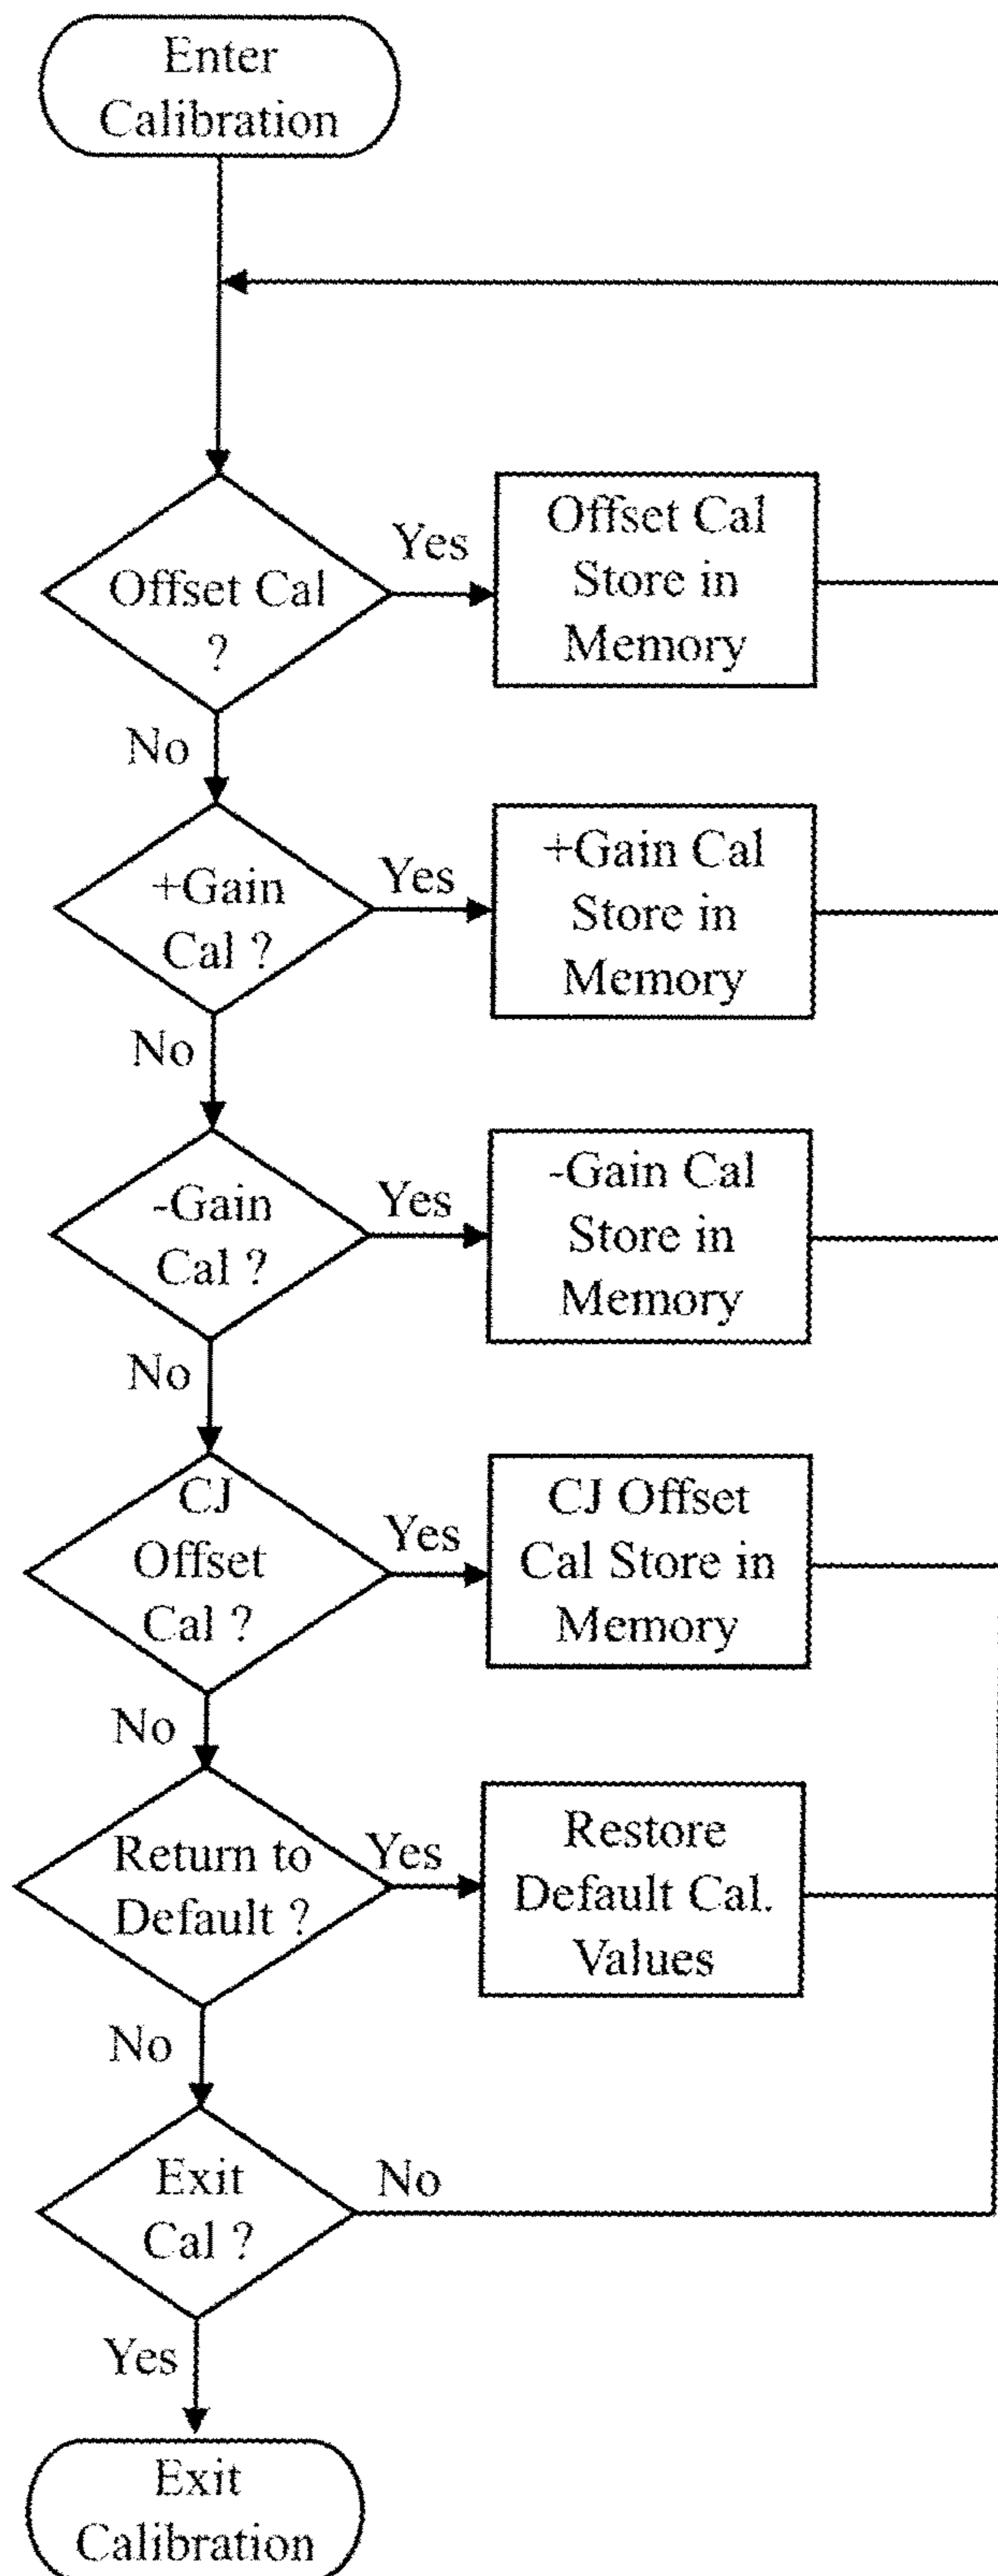 Enter
Calibration
Offset Cal
?
Yes
Offset Cal
Store in
Memory
No
+Gain
Cal ?
Yes
+Gain Cal
Store in
Memory
No
-Gain
Cal ?
Yes
-Gain Cal
Store in
Memory
No
CJ
Offset
Cal ?
Yes
CJ Offset
Cal Store in
Memory
No
Return to
Default ?
Yes
Restore
Default Cal.
Values
No
Exit
Cal ?
No
Yes
Exit
Calibration